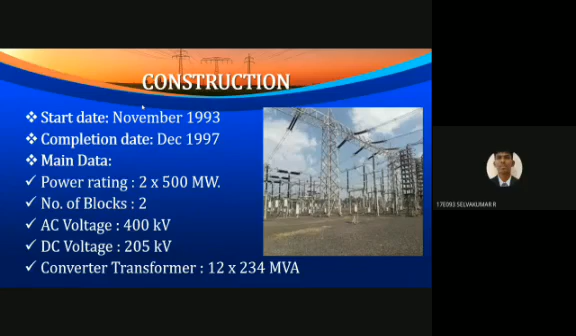 CONSTRUCTION
❖ Start date: November 1993
❖ Completion date: Dec 1997
❖ Main Data:
✓ Power rating : 2 x 500 MW.
✓ No. of Blocks : 2
✓ AC Voltage : 400 kV
✓ DC Voltage : 205 kV
✓ Converter Transformer : 12 x 234 MVA
17E093 SELVAKUMAR R